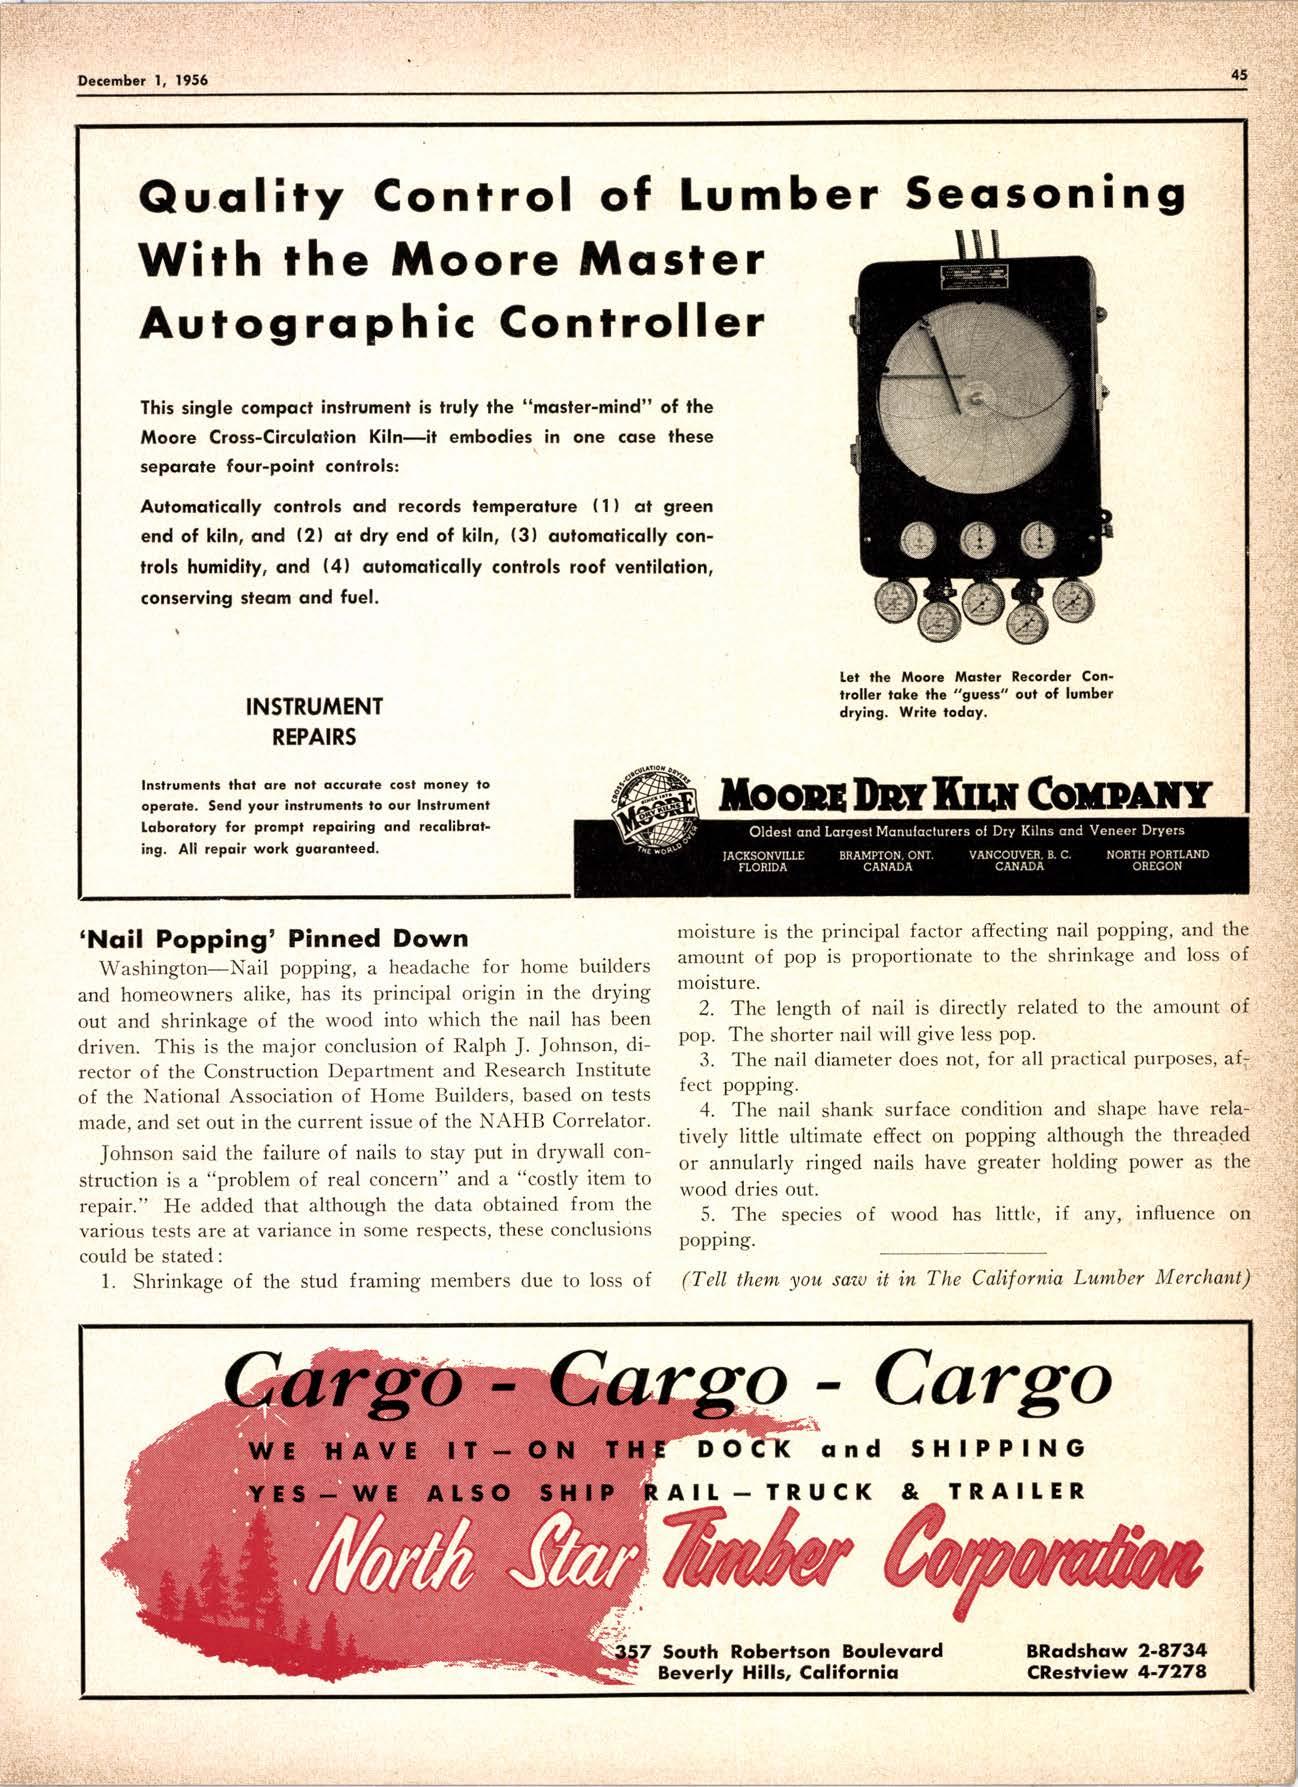 December 1, 1956
45
Quality Control of Lumber Seasoning
With the Moore Master
Autographic Controller
This single compact instrument is truly the "master-mind" of the
Moore Cross-Circulation Kiln—it embodies in one case these
separate four-point controls:
Automatically controls and records temperature (1) at green
end of kiln, and (2) at dry end of kiln, (3) automatically con-
trols humidity, and (4) automatically controls roof ventilation,
conserving steam and fuel.
Let the Moore Master Recorder Con-
troller take the "guess" out of lumber
drying. Write today.
INSTRUMENT
REPAIRS
Instruments that are not accurate cost money to
operate. Send your instruments to our Instrument
Laboratory for prompt repairing and recalibrat-
ing. All repair work guaranteed.
CROSS-CIRCULATION DRYERS
SINCE 1879
MOORE
DRY KILNS
THE WORLD OVER
MOORE DRY KILN COMPANY
Oldest and Largest Manufacturers of Dry Kilns and Veneer Dryers
JACKSONVILLE BRAMPTON, ONT. VANCOUVER, B. C. NORTH PORTLAND
FLORIDA CANADA CANADA OREGON
'Nail Popping' Pinned Down
Washington—Nail popping, a headache for home builders
and homeowners alike, has its principal origin in the drying
out and shrinkage of the wood into which the nail has been
driven. This is the major conclusion of Ralph J. Johnson, di-
rector of the Construction Department and Research Institute
of the National Association of Home Builders, based on tests
made, and set out in the current issue of the NAHB Correlator.
Johnson said the failure of nails to stay put in drywall con-
struction is a "problem of real concern" and a "costly item to
repair." He added that although the data obtained from the
various tests are at variance in some respects, these conclusions
could be stated:
1. Shrinkage of the stud framing members due to loss of
moisture is the principal factor affecting nail popping, and the
amount of pop is proportionate to the shrinkage and loss of
moisture.
2. The length of nail is directly related to the amount of
pop. The shorter nail will give less pop.
3. The nail diameter does not, for all practical purposes, af-
fect popping.
4. The nail shank surface condition and shape have rela-
tively little ultimate effect on popping although the threaded
or annularly ringed nails have greater holding power as the
wood dries out.
5. The species of wood has little, if any, influence on
popping.
(Tell them you saw it in The California Lumber Merchant)
Cargo - Cargo - Cargo
WE HAVE IT — ON THE DOCK and SHIPPING
YES — WE ALSO SHIP RAIL — TRUCK & TRAILER
North Star Timber Corporation
357 South Robertson Boulevard BRadshaw 2-8734
Beverly Hills, California CRestview 4-7278